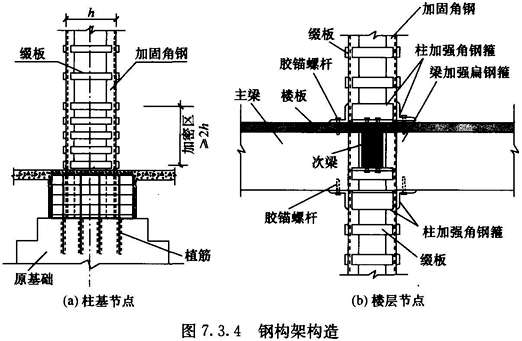 h
缀板
加固角钢
加密区
≥2h
植筋
原基础
(a) 柱基节点
加固角钢
缀板
柱加强角钢箍
胶锚螺杆
梁加强扁钢箍
主梁
楼板
次梁
胶锚螺杆
柱加强角钢箍
缀板
(b) 楼层节点
图 7.3.4 钢构架构造